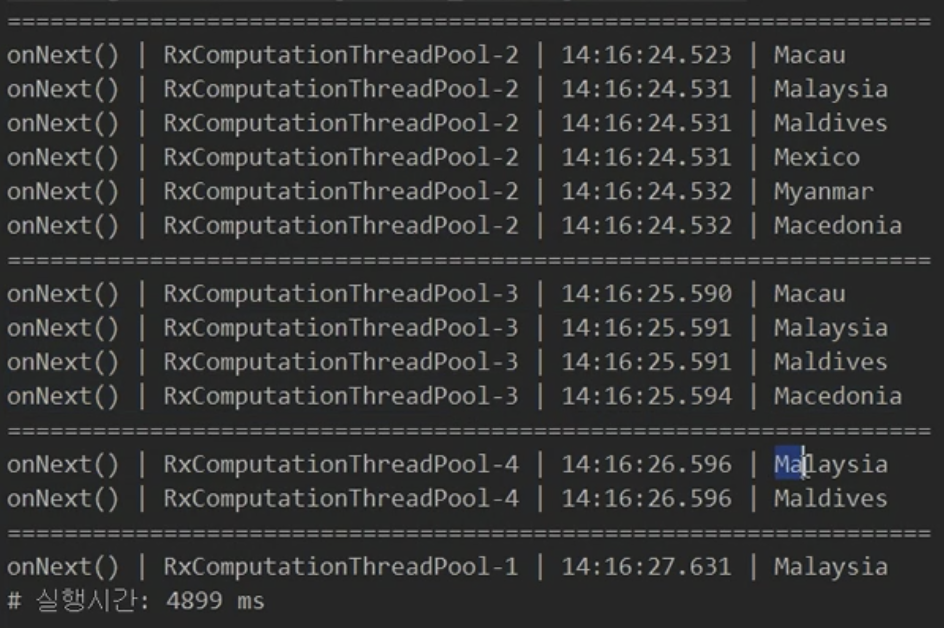 =================================================================
onNext() | RxComputationThreadPool-2 | 14:16:24.523 | Macau
onNext() | RxComputationThreadPool-2 | 14:16:24.531 | Malaysia
onNext() | RxComputationThreadPool-2 | 14:16:24.531 | Maldives
onNext() | RxComputationThreadPool-2 | 14:16:24.531 | Mexico
onNext() | RxComputationThreadPool-2 | 14:16:24.532 | Myanmar
onNext() | RxComputationThreadPool-2 | 14:16:24.532 | Macedonia
=================================================================
onNext() | RxComputationThreadPool-3 | 14:16:25.590 | Macau
onNext() | RxComputationThreadPool-3 | 14:16:25.591 | Malaysia
onNext() | RxComputationThreadPool-3 | 14:16:25.591 | Maldives
onNext() | RxComputationThreadPool-3 | 14:16:25.594 | Macedonia
=================================================================
onNext() | RxComputationThreadPool-4 | 14:16:26.596 | Malaysia
onNext() | RxComputationThreadPool-4 | 14:16:26.596 | Maldives
=================================================================
onNext() | RxComputationThreadPool-1 | 14:16:27.631 | Malaysia
# 실행시간: 4899 ms